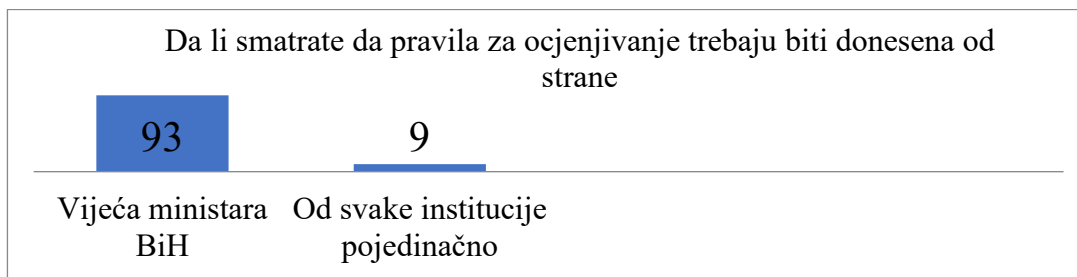 Da li smatrate da pravila za ocjenjivanje trebaju biti donesena od
strane
93
9
Vijeća ministara
BiH
Od svake institucije
pojedinačno